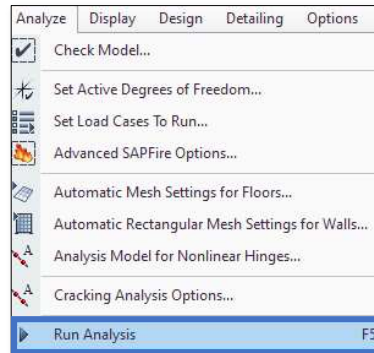 Analyze Display Design Detailing Options
Check Model...
Set Active Degrees of Freedom...
Set Load Cases To Run...
Advanced SAPFire Options...
Automatic Mesh Settings for Floors...
Automatic Rectangular Mesh Settings for Walls...
Analysis Model for Nonlinear Hinges...
Cracking Analysis Options...
Run Analysis F5